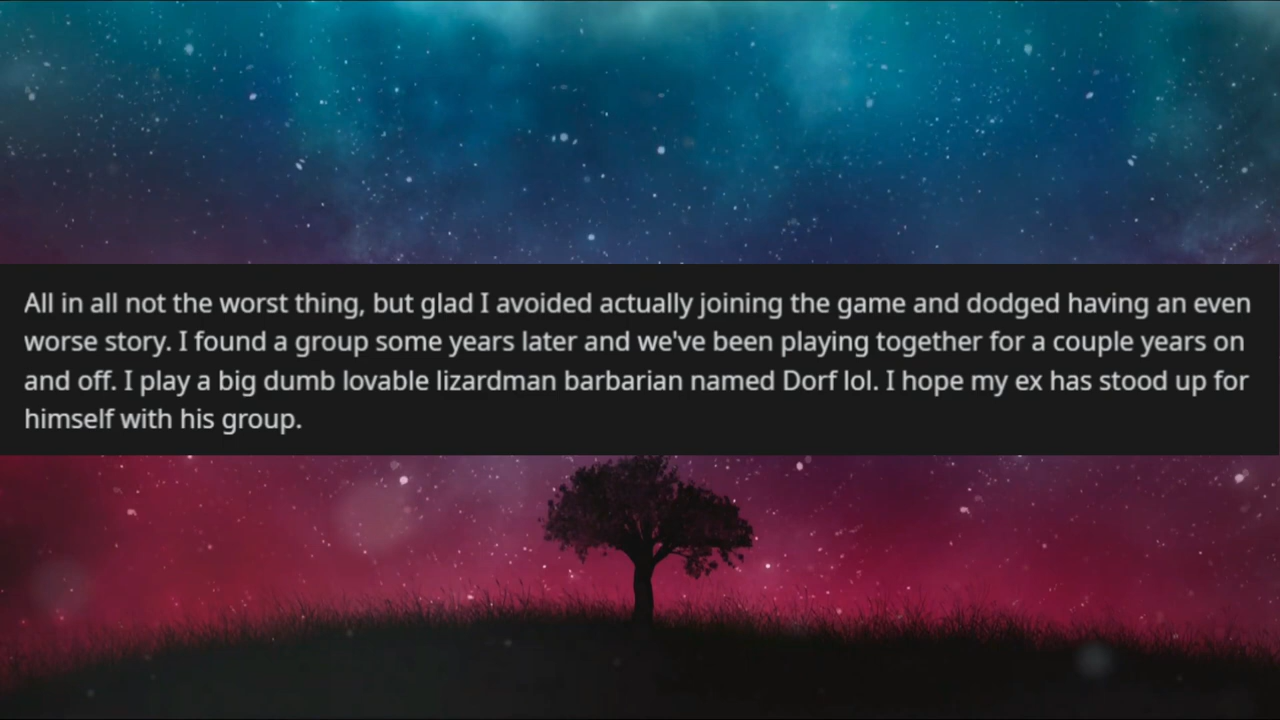 All in all not the worst thing, but glad I avoided actually joining the game and dodged having an even
worse story. I found a group some years later and we've been playing together for a couple years on
and off. I play a big dumb lovable lizardman barbarian named Dorf lol. I hope my ex has stood up for
himself with his group.